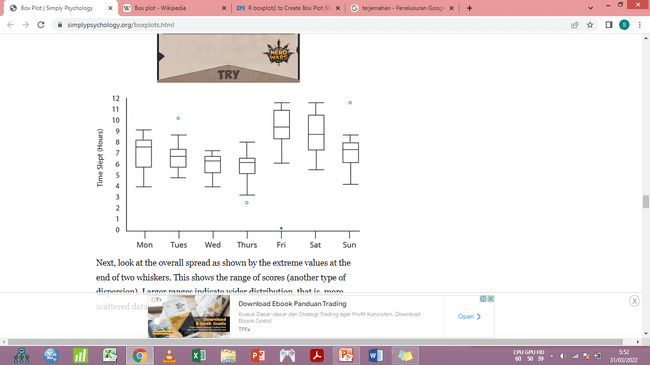 Box Plot | Simply Psychology
Box plot - Wikipedia
R boxplot() to Create Box Plot (W
terjemahan - Penelusuran Googl
simplypsychology.org/boxplots.html
S
HERO
WARS
TRY
Time Slept (Hours)
12
11
10
9
8
7
6
5
4
3
2
1
0
Mon Tues Wed Thurs Fri Sat Sun
Next, look at the overall spread as shown by the extreme values at the
end of two whiskers. This shows the range of scores (another type of
dispersion). Larger ranges indicate wider distribution, that is, more
scattered data
Download Ebook Panduan Trading
Kuasai Dasar-dasar dan Strategi Trading agar Profit Konsisten. Download
Ebook Gratis!
TPFx
Open
CPU GPU HD
60 50 39
5:52
31/03/2022